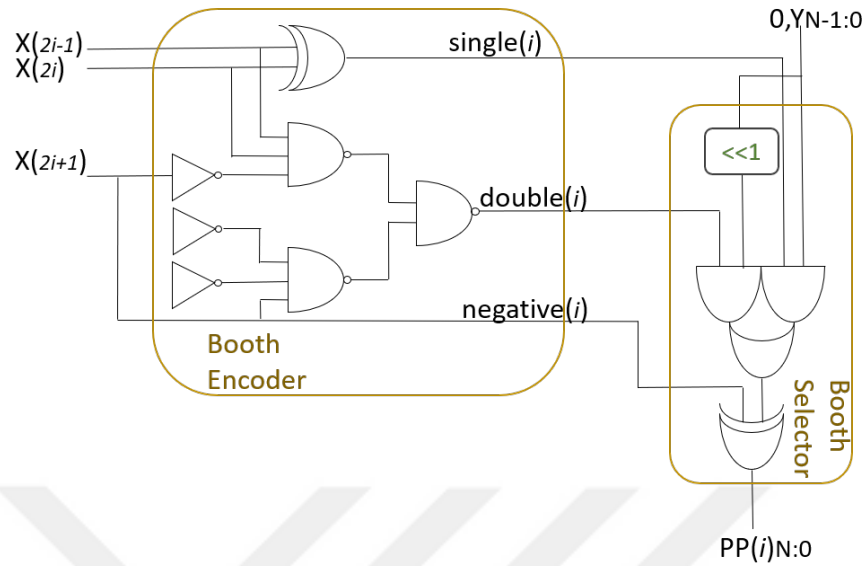 X(2i-1)
X(2i)
X(2i+1)
single(i)
double(i)
negative(i)
Booth
Encoder
0,YN-1:0
<<1
Booth
Selector
PP(i)N:0